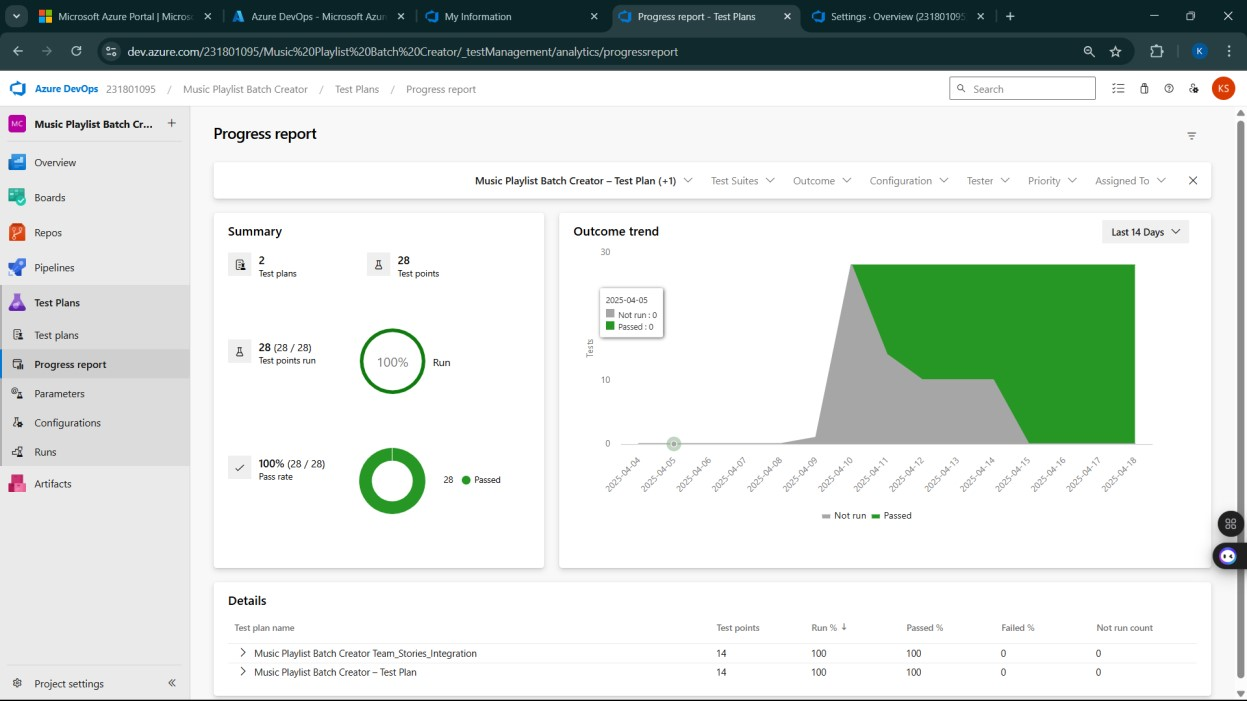 Microsoft Azure Portal | Micros
Azure DevOps - Microsoft Azur
My Information
Progress report - Test Plans
Settings · Overview (231801095
dev.azure.com/231801095/Music%20Playlist%20Batch%20Creator/_testManagement/analytics/progressreport
K
Azure DevOps 231801095 / Music Playlist Batch Creator / Test Plans / Progress report
Search
KS
MC Music Playlist Batch Cr... +
Overview
Boards
Repos
Pipelines
Test Plans
Test plans
Progress report
Parameters
Configurations
Runs
Artifacts
Project settings
Progress report
Music Playlist Batch Creator – Test Plan (+1) Test Suites Outcome Configuration Tester Priority Assigned To
Summary
2
Test plans
28
Test points
28 (28 / 28)
Test points run
100%
Run
100% (28 / 28)
Pass rate
28 Passed
Outcome trend
Last 14 Days
30
10
0
Tests
2025-04-05
Not run : 0
Passed : 0
2025-04-04
2025-04-05
2025-04-06
2025-04-07
2025-04-08
2025-04-09
2025-04-10
2025-04-11
2025-04-12
2025-04-13
2025-04-14
2025-04-15
2025-04-16
2025-04-17
2025-04-18
Not run Passed
Details
Test plan name Test points Run % Passed % Failed % Not run count
Music Playlist Batch Creator Team_Stories_Integration 14 100 100 0 0
Music Playlist Batch Creator – Test Plan 14 100 100 0 0